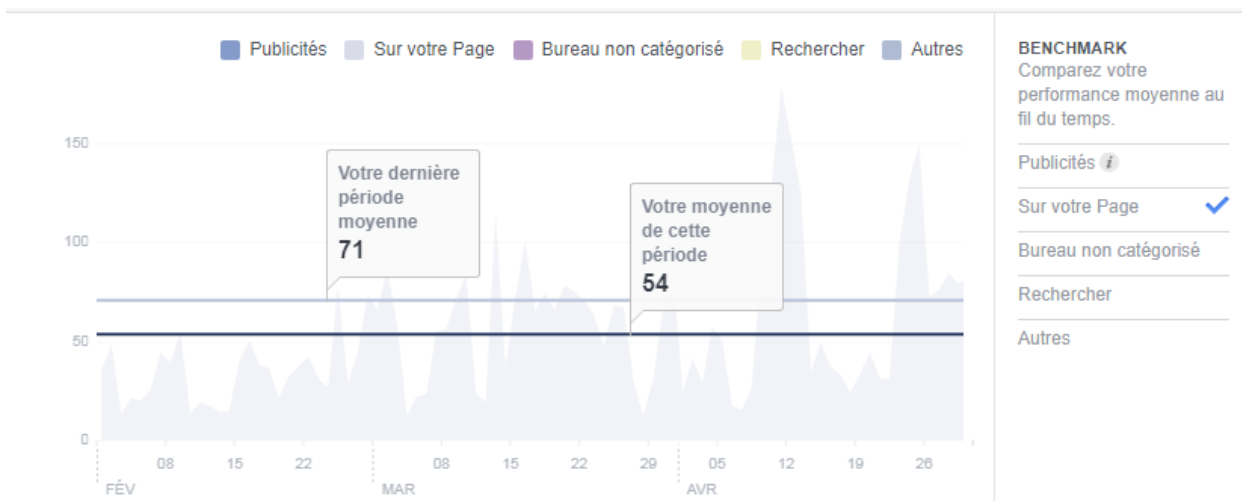 Publicités Sur votre Page Bureau non catégorisé Rechercher Autres
150
100
50
0
Votre dernière
période
moyenne
71
Votre moyenne
de cette
période
54
08 15 22 08 15 22 29 05 12 19 26
FÉV MAR AVR
BENCHMARK
Comparez votre
performance moyenne au
fil du temps.
Publicités i
Sur votre Page
Bureau non catégorisé
Rechercher
Autres